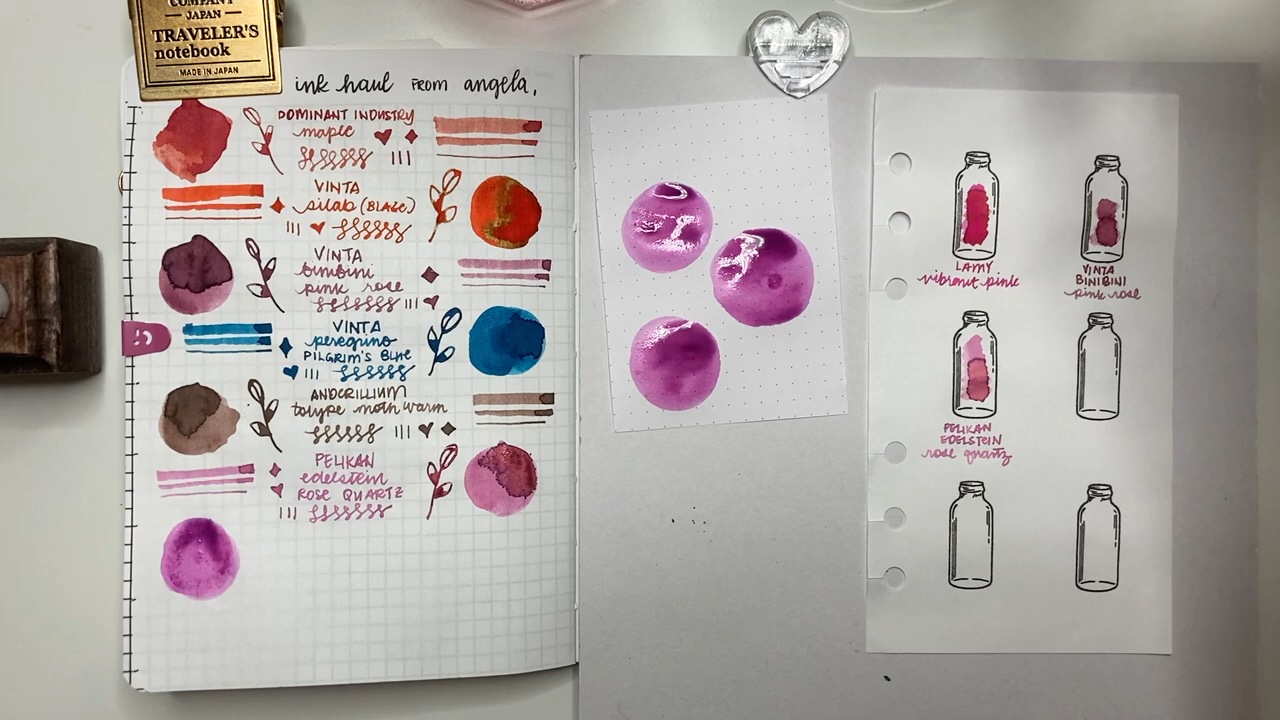 COMPANY
JAPAN
TRAVELER'S
notebook
MADE IN JAPAN
ink haul FROM angela,
DOMINANT INDUSTRY
maple
VINTA
silab (BLAZE)
VINTA
binibini
pink rose
VINTA
peregrino
PILGRIM'S BLUE
ANDERILLIUM
tolype moth warm
PELIKAN
edelstein
ROSE QUARTZ
LAMY
vibrant pink
VINTA
BINIBINI
pink rose
PELIKAN
EDELSTEIN
rose quartz